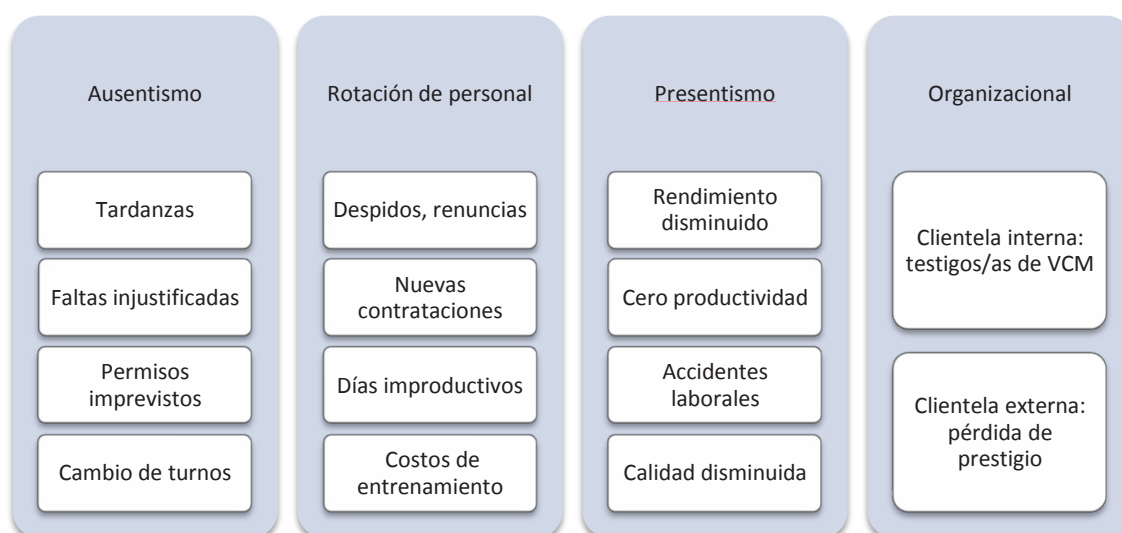 Ausentismo
Tardanzas
Faltas injustificadas
Permisos
imprevistos
Cambio de turnos
Rotación de personal
Despidos, renuncias
Nuevas
contrataciones
Días improductivos
Costos de
entrenamiento
Presentismo
Rendimiento
disminuido
Cero productividad
Accidentes
laborales
Calidad disminuida
Organizacional
Clientela interna:
testigos/as de VCM
Clientela externa:
pérdida de
prestigio